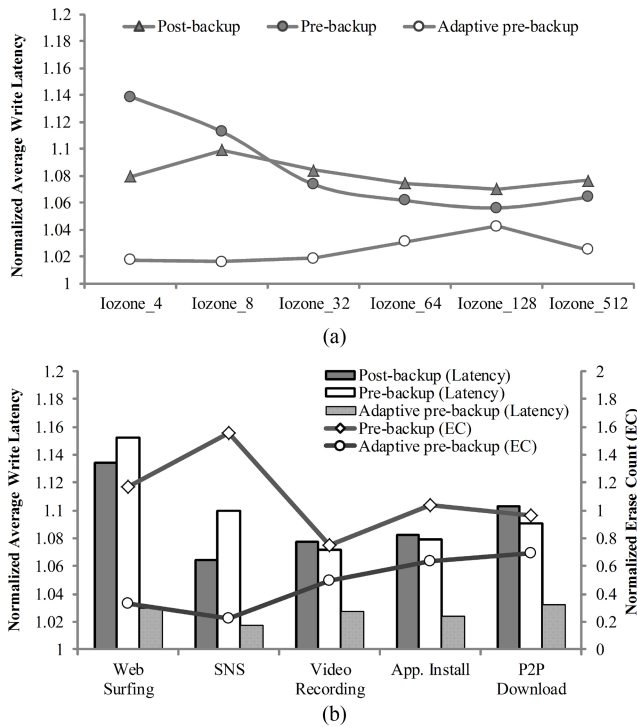 Normalized Average Write Latency
1.2
1.18
1.16
1.14
1.12
1.1
1.08
1.06
1.04
1.02
1
Post-backup Pre-backup Adaptive pre-backup
Iozone_4 Iozone_8 Iozone_32 Iozone_64 Iozone_128 Iozone_512
(a)
Normalized Average Write Latency
1.2
1.18
1.16
1.14
1.12
1.1
1.08
1.06
1.04
1.02
1
Post-backup (Latency)
Pre-backup (Latency)
Adaptive pre-backup (Latency)
Pre-backup (EC)
Adaptive pre-backup (EC)
2
1.8
1.6
1.4
1.2
1
0.8
0.6
0.4
0.2
0
Normalized Erase Count (EC)
Web SNS Video App. Install P2P
Surfing Recording Download
(b)